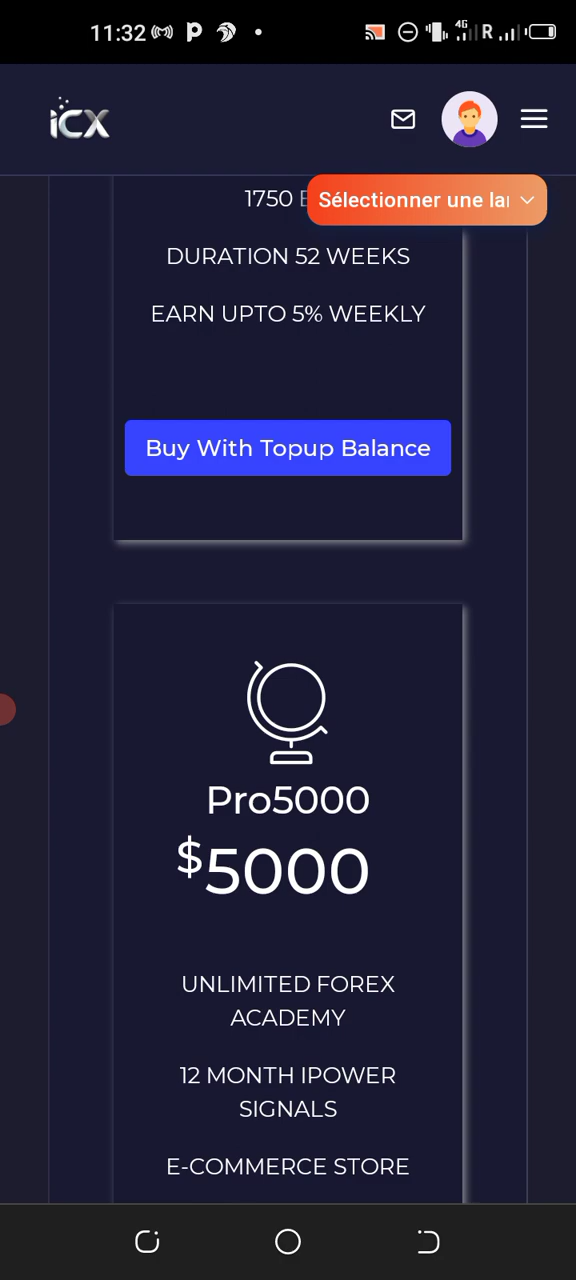 11:32
4G
R
iCX
1750
Sélectionner une la
DURATION 52 WEEKS
EARN UPTO 5% WEEKLY
Buy With Topup Balance
Pro5000
$5000
UNLIMITED FOREX
ACADEMY
12 MONTH IPOWER
SIGNALS
E-COMMERCE STORE